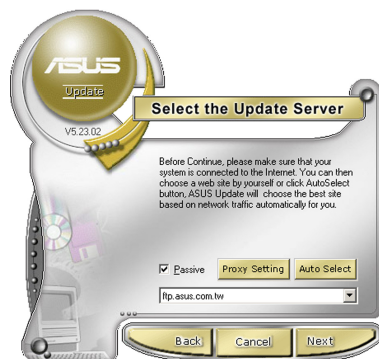 ASUS
Update
V5.23.02
Select the Update Server
Before Continue, please make sure that your
system is connected to the Internet. You can then
choose a web site by yourself or click AutoSelect
button, ASUS Update will choose the best site
based on network traffic automatically for you.
Passive
Proxy Setting
Auto Select
ftp.asus.com.tw
Back
Cancel
Next